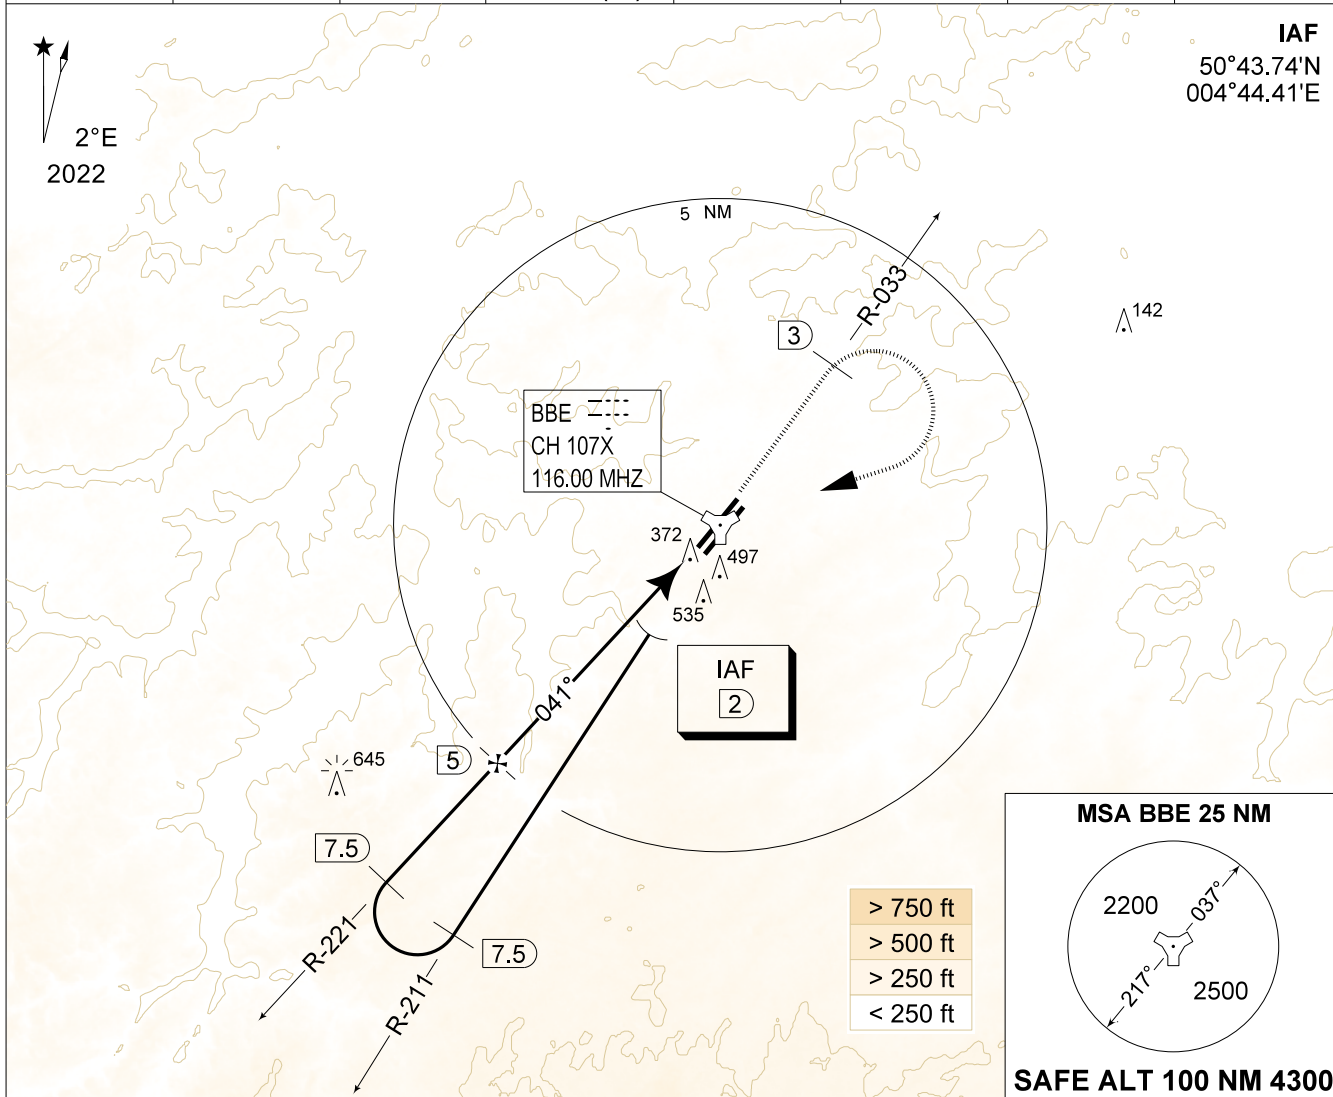 IAF
50°43.74'N
004°44.41'E
2°E
2022
5 NM
R-033
142
3
BBE
CH 107X
116.00 MHZ
372
497
535
IAF
2
041°
5
645
7.5
7.5
R-221
R-211
> 750 ft
> 500 ft
> 250 ft
< 250 ft
MSA BBE 25 NM
2200
037°
217°
2500
SAFE ALT 100 NM 4300